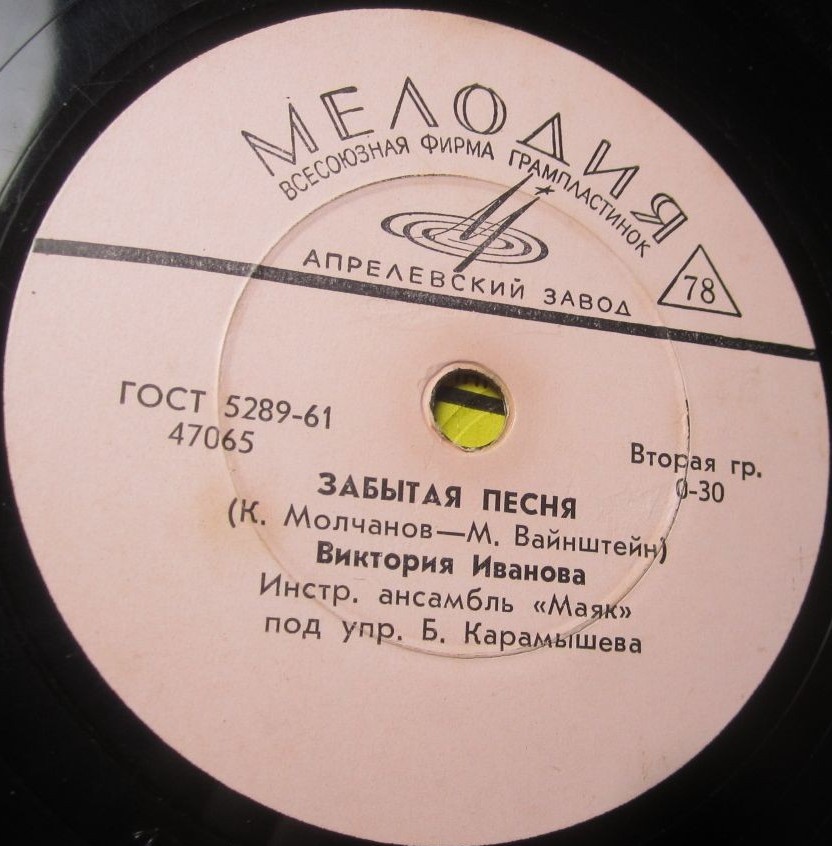 МЕЛОДИЯ
ВСЕСОЮЗНАЯ ФИРМА ГРАМПЛАСТИНОК
АПРЕЛЕВСКИЙ ЗАВОД
78
ГОСТ 5289-61
47065
Вторая гр.
0-30
ЗАБЫТАЯ ПЕСНЯ
(К. Молчанов—М. Вайнштейн)
Виктория Иванова
Инстр. ансамбль «Маяк»
под упр. Б. Карамышева